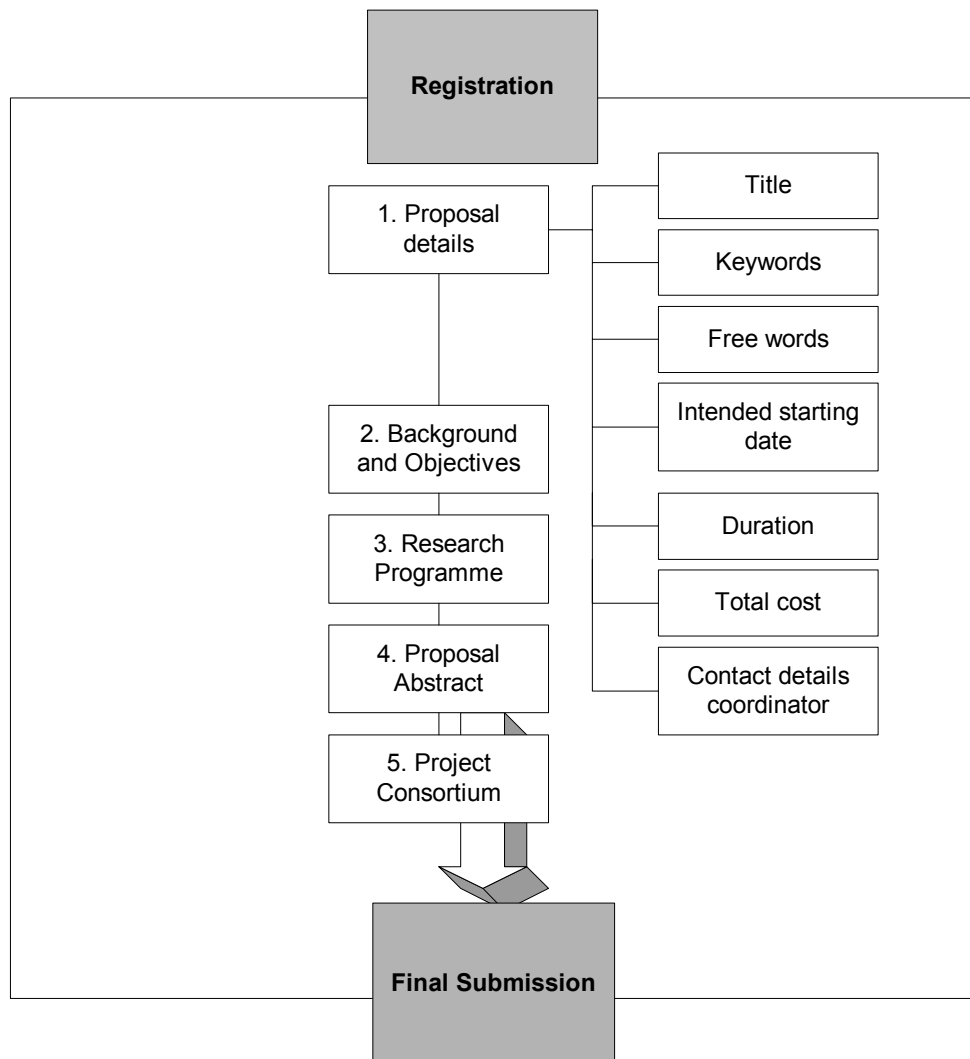 Registration
1. Proposal
details
Title
Keywords
Free words
Intended starting
date
Duration
Total cost
Contact details
coordinator
2. Background
and Objectives
3. Research
Programme
4. Proposal
Abstract
5. Project
Consortium
Final Submission